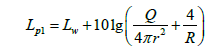 L_{p1} = L_w + 10lg(Q/4πr² + 4/R)